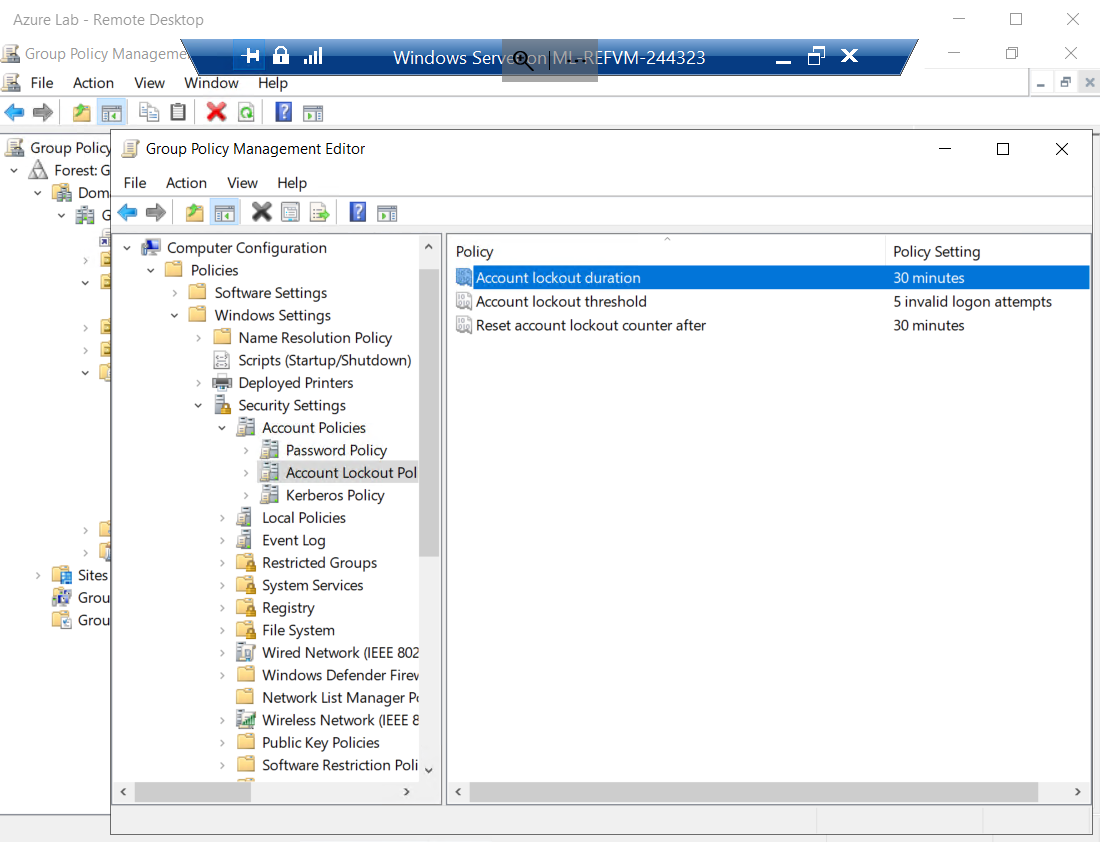 Azure Lab - Remote Desktop
Group Policy Manageme
Windows Server on ML-REFVM-244323
File Action View Window Help
Group Policy
Forest: G
Dom
G
Sites
Grou
Grou
Group Policy Management Editor
File Action View Help
Computer Configuration
Policies
Software Settings
Windows Settings
Name Resolution Policy
Scripts (Startup/Shutdown)
Deployed Printers
Security Settings
Account Policies
Password Policy
Account Lockout Pol
Kerberos Policy
Local Policies
Event Log
Restricted Groups
System Services
Registry
File System
Wired Network (IEEE 802
Windows Defender Firew
Network List Manager Po
Wireless Network (IEEE 8
Public Key Policies
Software Restriction Poli
Policy Policy Setting
Account lockout duration 30 minutes
Account lockout threshold 5 invalid logon attempts
Reset account lockout counter after 30 minutes